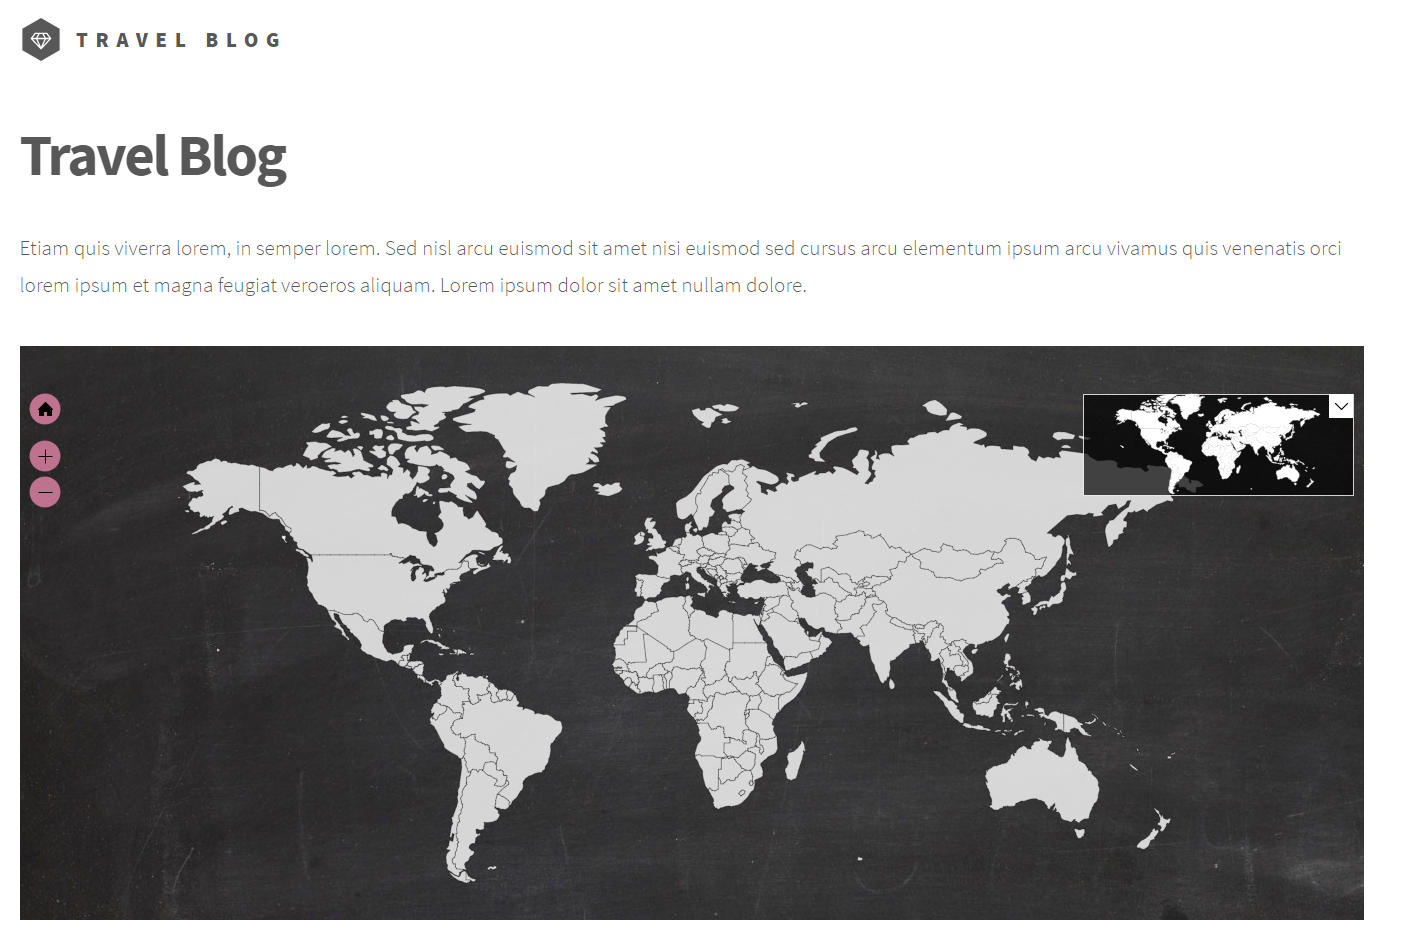 TRAVEL BLOG
Travel Blog
Etiam quis viverra lorem, in semper lorem. Sed nisl arcu euismod sit amet nisi euismod sed cursus arcu elementum ipsum arcu vivamus quis venenatis orci
lorem ipsum et magna feugiat veroeros aliquam. Lorem ipsum dolor sit amet nullam dolore.